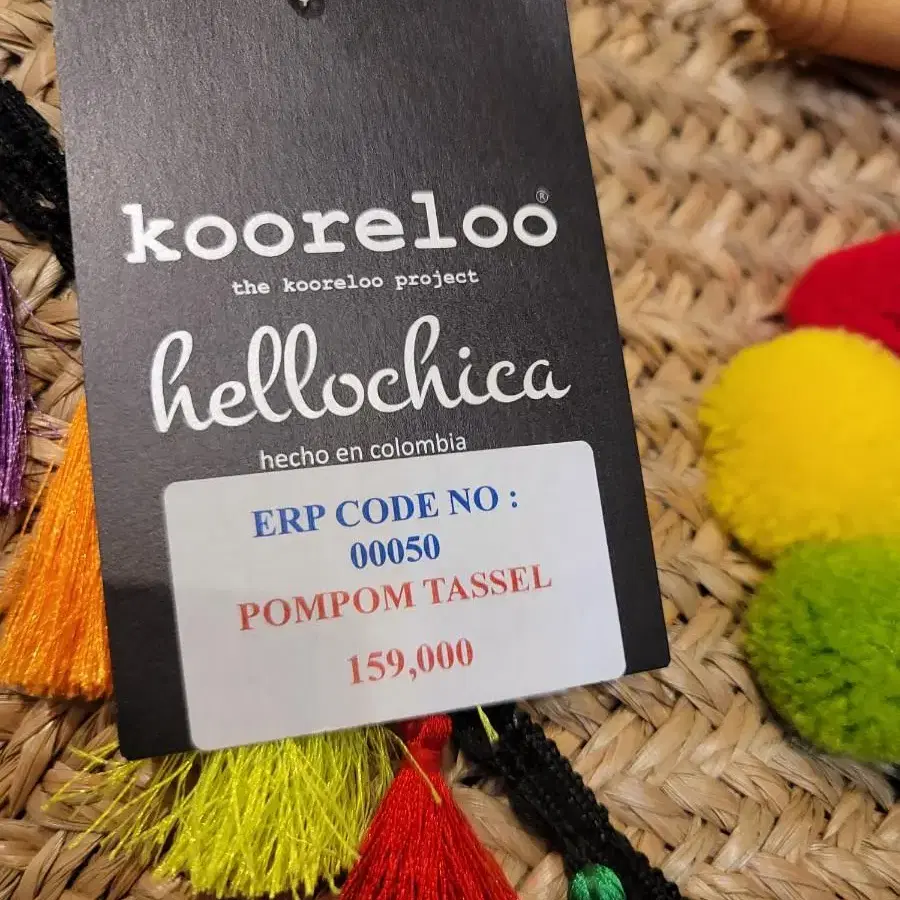 kooreloo®
the kooreloo project
hellochica
hecho en colombia
ERP CODE NO :
00050
POMPOM TASSEL
159,000